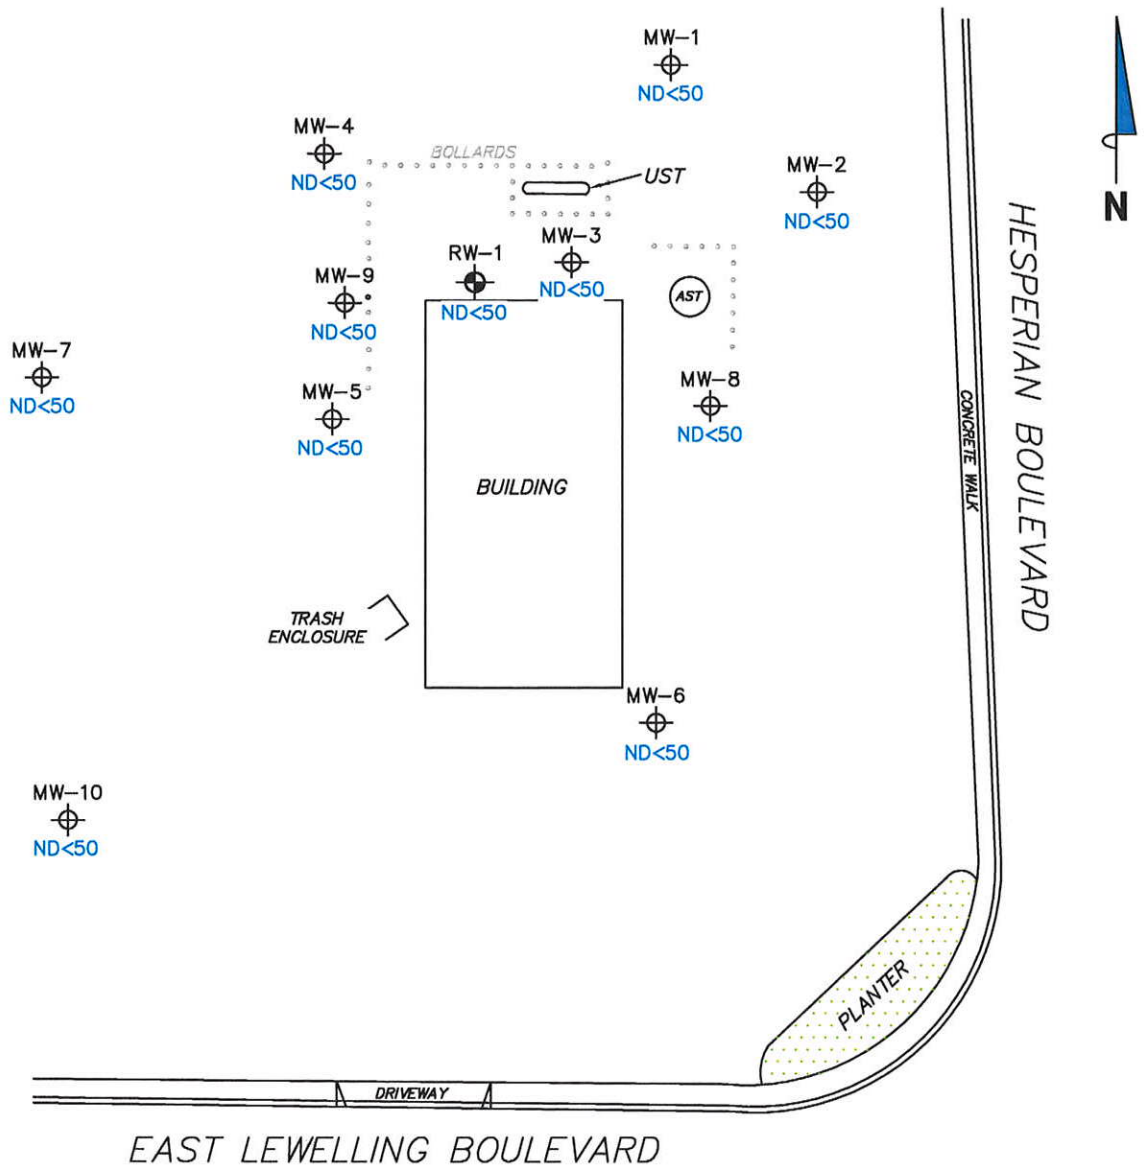 MW-1
ND<50
MW-4
ND<50
BOLLARDS
UST
MW-2
ND<50
N
MW-3
ND<50
RW-1
ND<50
MW-9
ND<50
AST
HESPERIAN BOULEVARD
MW-7
ND<50
MW-5
ND<50
MW-8
ND<50
CONCRETE WALK
BUILDING
TRASH
ENCLOSURE
MW-6
ND<50
MW-10
ND<50
PLANTER
DRIVEWAY
EAST LEWELLING BOULEVARD